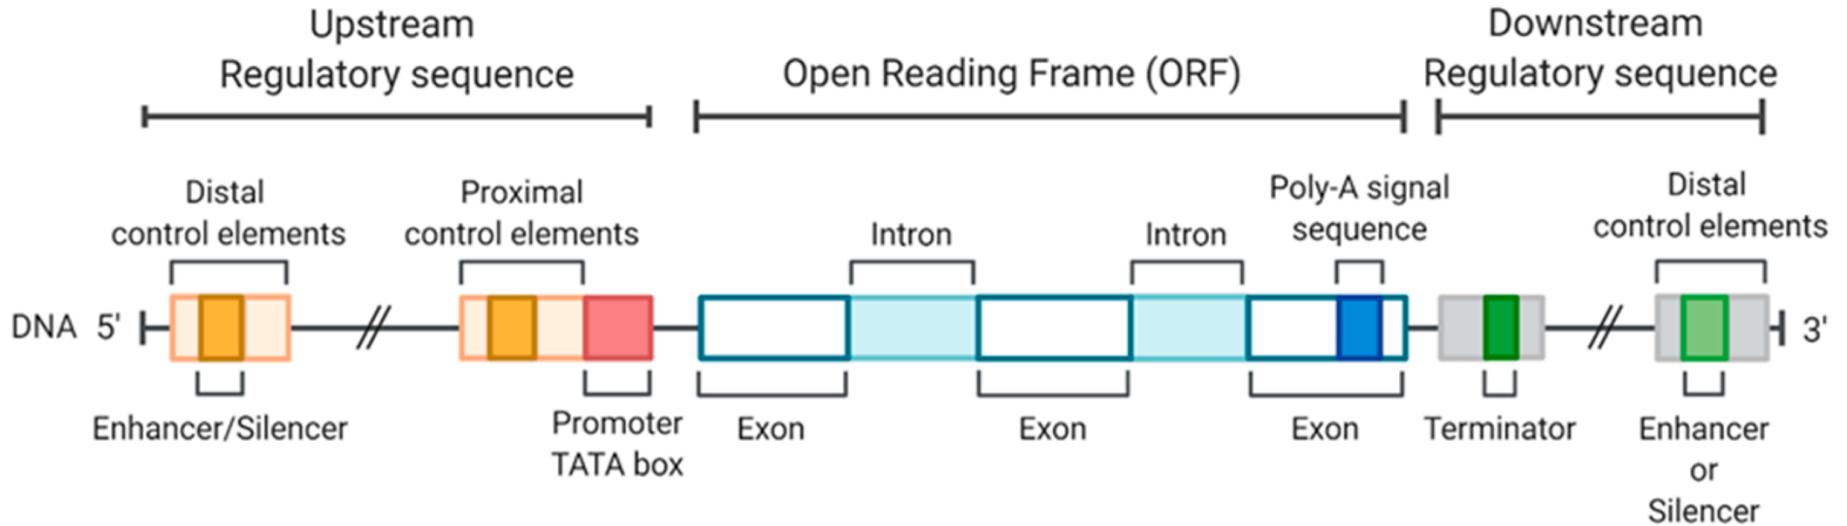 Upstream
Regulatory sequence
Open Reading Frame (ORF)
Downstream
Regulatory sequence
Distal
control elements
Proximal
control elements
Intron
Intron
Poly-A signal
sequence
Distal
control elements
DNA 5'
3'
Enhancer/Silencer
Promoter
TATA box
Exon
Exon
Exon
Terminator
Enhancer
or
Silencer